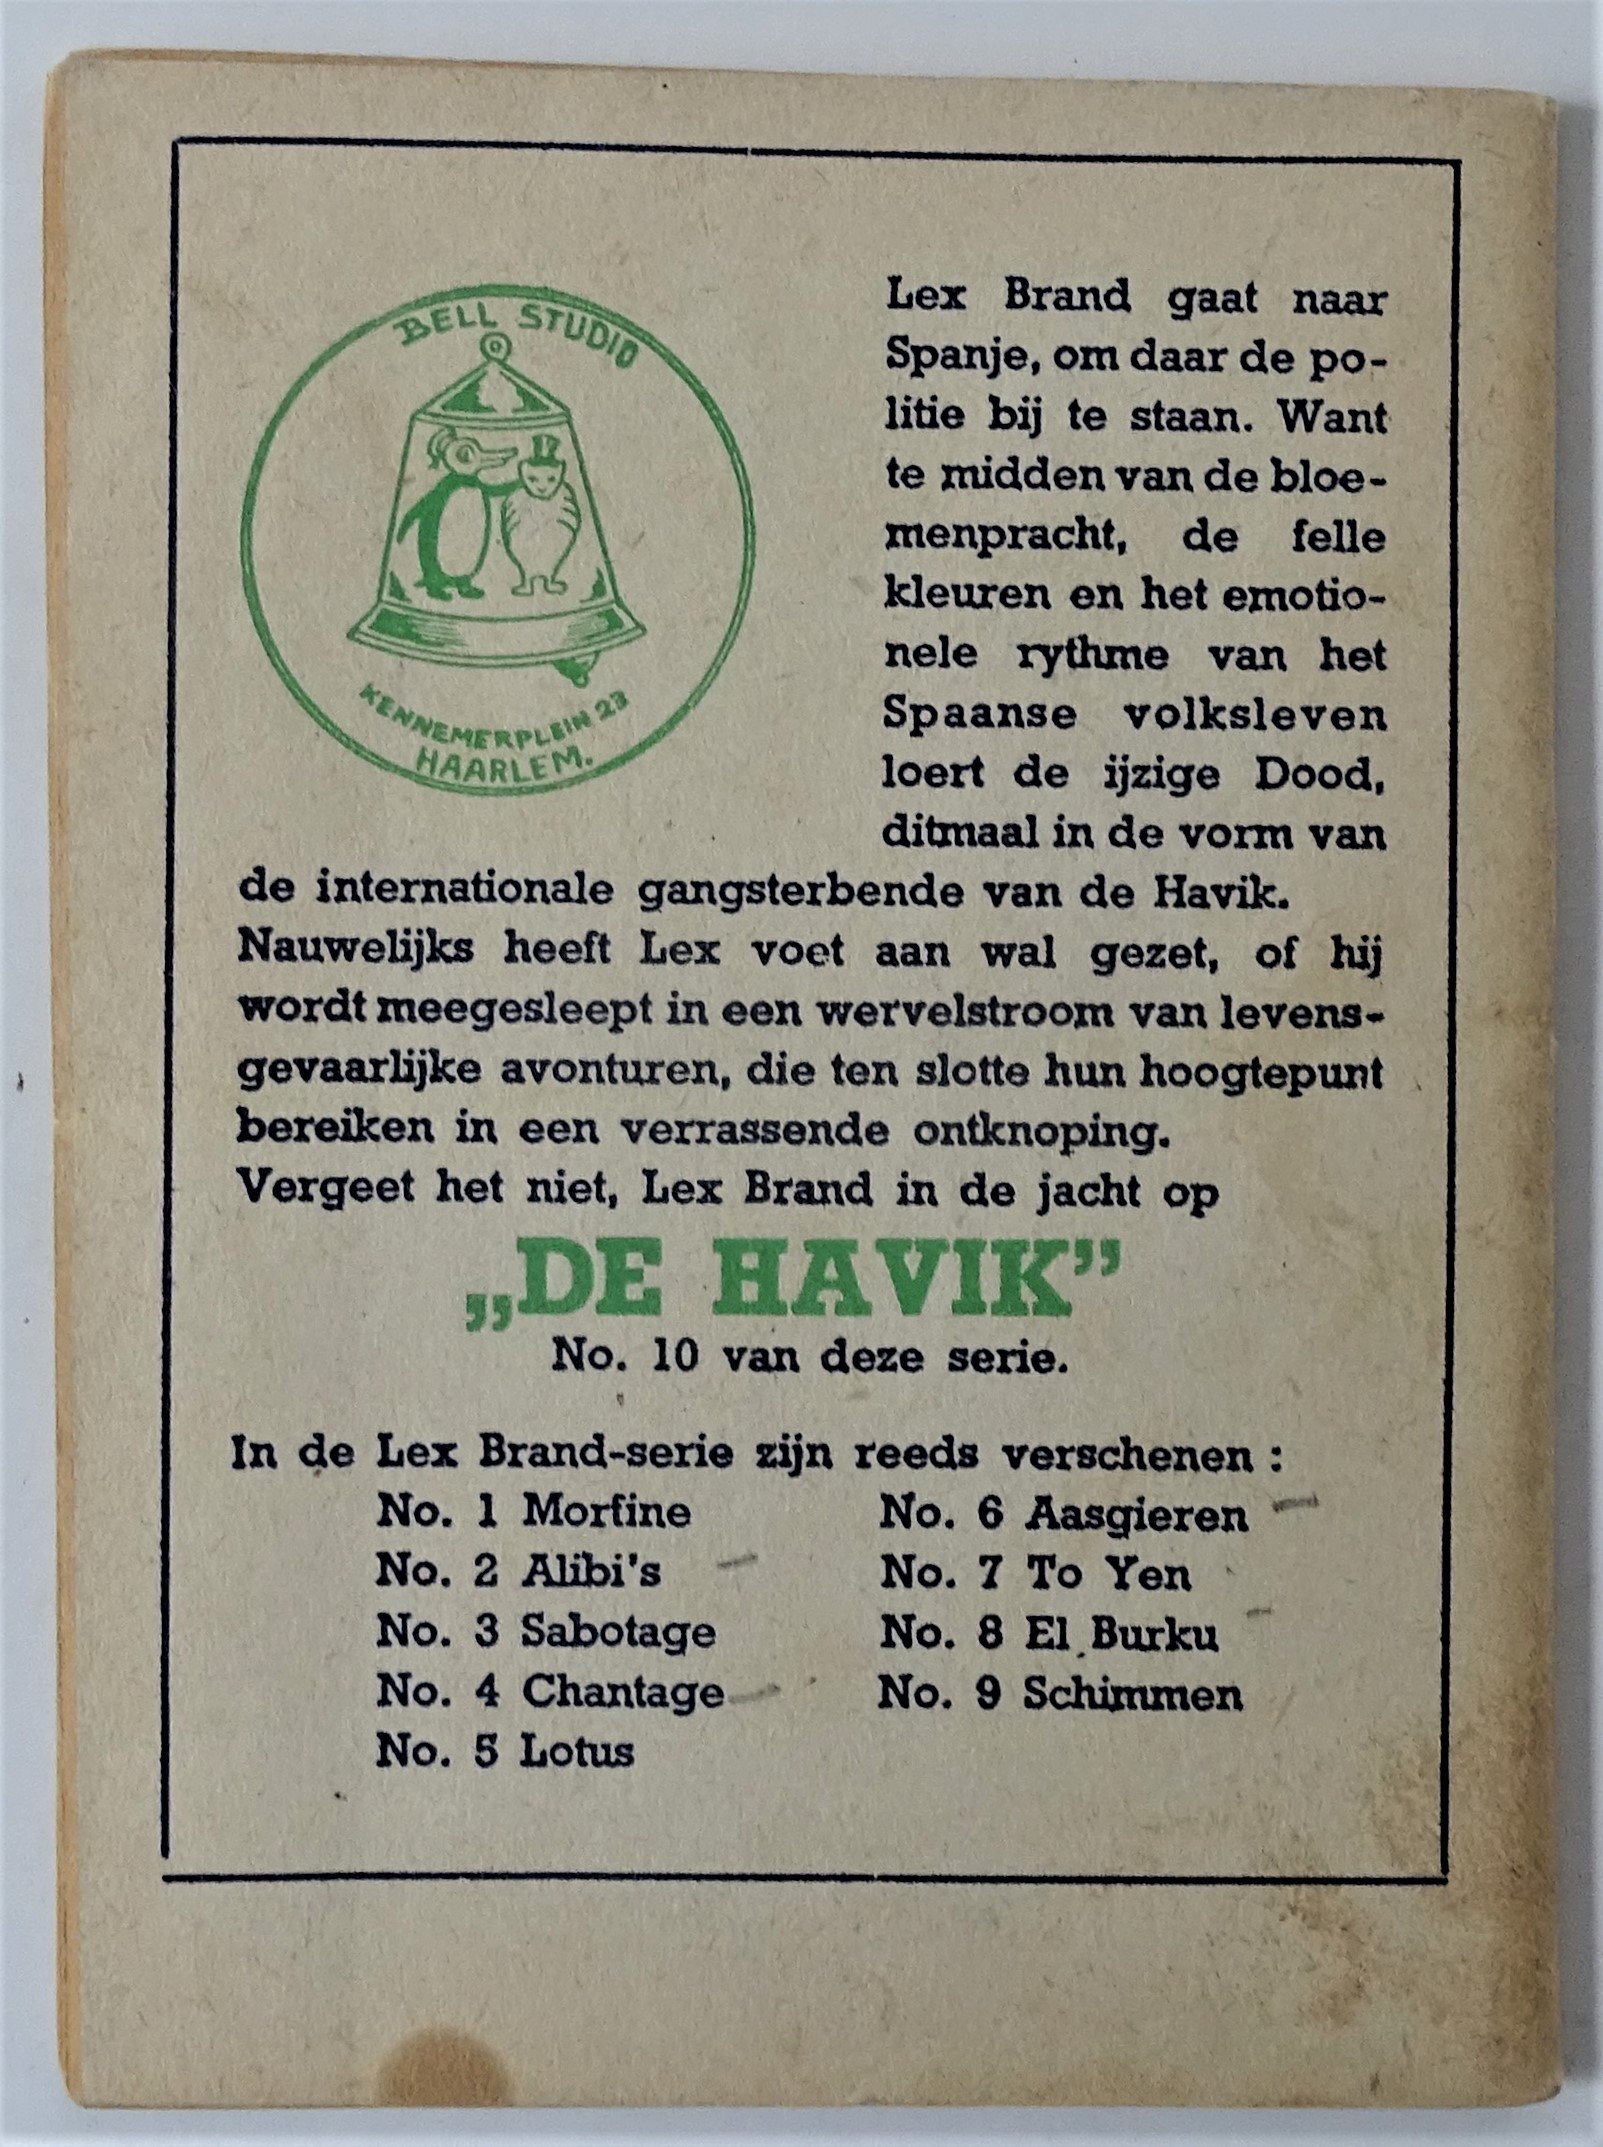 BELL STUDIO
KENNEMERPLEIN 23
HAARLEM.
Lex Brand gaat naar
Spanje, om daar de po-
litie bij te staan. Want
te midden van de bloe-
menpracht, de felle
kleuren en het emotio-
nele rythme van het
Spaanse volksleven
loert de ijzige Dood,
ditmaal in de vorm van
de internationale gangsterbende van de Havik.
Nauwelijks heeft Lex voet aan wal gezet, of hij
wordt meegesleept in een wervelstroom van levens-
gevaarlijke avonturen, die ten slotte hun hoogtepunt
bereiken in een verrassende ontknoping.
Vergeet het niet, Lex Brand in de jacht op
„DE HAVIK”
No. 10 van deze serie.
In de Lex Brand-serie zijn reeds verschenen :
No. 1 Morfine
No. 2 Alibi's
No. 3 Sabotage
No. 4 Chantage
No. 5 Lotus
No. 6 Aasgieren
No. 7 To Yen
No. 8 El Burku
No. 9 Schimmen